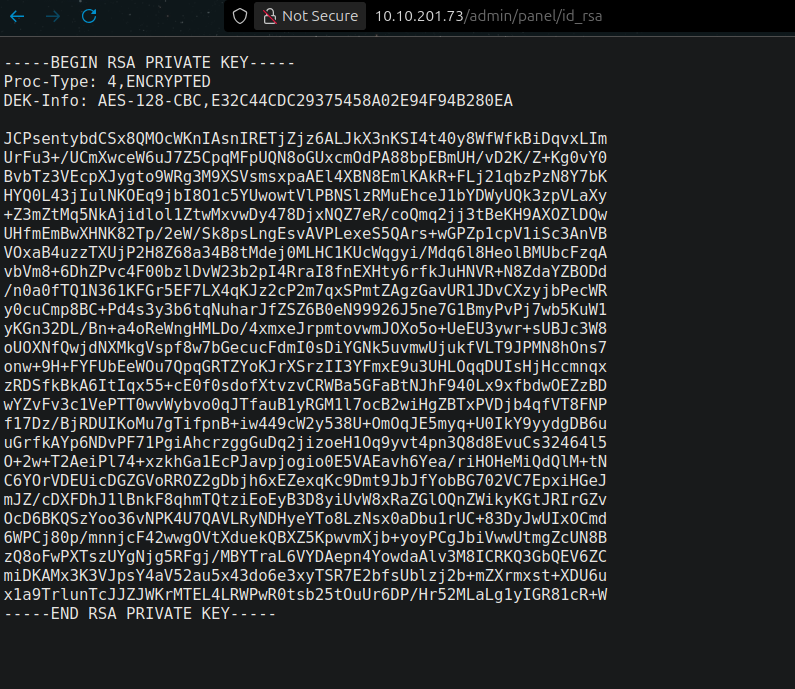 Not Secure 10.10.201.73/admin/panel/id_rsa
-----BEGIN RSA PRIVATE KEY-----
Proc-Type: 4,ENCRYPTED
DEK-Info: AES-128-CBC,E32C44CDC29375458A02E94F94B280EA
JCPsentybdCSx8QMOcWKnIAsnIRETjZjz6ALJkX3nKSI4t40y8WfWfkBiDqvxLIm
UrFu3+/UCmXwceW6uJ7Z5CpqMFpUQN8oGUxcmOdPA88bpEBmUH/vD2K/Z+Kg0vY0
BvbTz3VEcpXJygto9WRg3M9XSVsmsxpaAEl4XBN8EmlKAkR+FLj21qbzPzN8Y7bK
HYQ0L43jIulNKOEq9jbI8O1c5YUwowtVlPBNSlzRMuEhceJ1bYDWyUQk3zpVLaXy
+Z3mZtMq5NkAjidlol1ZtwMxvwDy478DjxNQZ7eR/coQmq2jj3tBeKH9AXOZlDQw
UHfmEmBwXHNK82Tp/2eW/Sk8psLngEsvAVPLexeS5QArs+wGPZp1cpV1iSc3AnVB
VOxaB4uzzTXUjP2H8Z68a34B8tMdej0MLHC1KUcWqgyi/Mdq6l8HeolBMUbcFzqA
vbVm8+6DhZPvc4F00bzlDvW23b2pI4RraI8fnEXHty6rfkJuHNVR+N8ZdaYZBODd
/n0a0fTQ1N361KFGr5EF7LX4qKJz2cP2m7qxSPmtZAgzGavUR1JDvCXzyjbPecWR
y0cuCmp8BC+Pd4s3y3b6tqNuharJfZSZ6B0eN99926J5ne7G1BmyPvPj7wb5KuW1
yKGn32DL/Bn+a4oReWngHMLDo/4xmxeJrpmtovwmJOXo5o+UeEU3ywr+sUBJc3W8
oUOXNfQwjdNXMkgVspf8w7bGecucFdmI0sDiYGNk5uvmwUjukfVLT9JPMN8hOns7
onw+9H+FYFUbEeWOu7QpqGRTZYoKJrXSrzII3YFmxE9u3UHLOqqDUIsHjHccmnqx
zRDSfkBkA6ItIqx55+cE0f0sdofXtvzvCRWBa5GFaBtNJhF940Lx9xfbdwOEZzBD
wYZvFv3c1VePTT0wvWybvo0qJTfauB1yRGM1l7ocB2wiHgZBTxPVDjb4qfVT8FNP
f17Dz/BjRDUIKoMu7gTifpnB+iw449cW2y538U+OmOqJE5myq+U0IkY9yydgDB6u
uGrfkAYp6NDvPF71PgiAhcrzggGuDq2jizoeH1Oq9yvt4pn3Q8d8EvuCs32464l5
O+2w+T2AeiPl74+xzkhGa1EcPJavpjogio0E5VAEavh6Yea/riHOHeMiQdQlM+tN
C6YOrVDEUicDGZGVoRROZ2gDbjh6xEZexqKc9Dmt9JbJfYobBG702VC7EpxiHGeJ
mJZ/cDXFDhJ1lBnkF8qhmTQtziEoEyB3D8yiUvW8xRaZGlOQnZWikyKGtJRIrGZv
OcD6BKQSzYoo36vNPK4U7QAVLRyNDHyeYTo8LzNsx0aDbu1rUC+83DyJwUIxOCmd
6WPCj80p/mnnjcF42wwgOVtXduekQBXZ5KpwvmXjb+yoyPCgJbiVwwUtmgZcUN8B
zQ8oFwPXTszUYgNjg5RFgj/MBYTraL6VYDAepn4YowdaAlv3M8ICRKQ3GbQEV6ZC
miDKAMx3K3VJpsY4aV52au5x43do6e3xyTSR7E2bfsUblzj2b+mZXrmxst+XDU6u
x1a9TrlunTcJJZJWKrMTEL4LRWPwR0tsb25tOuUr6DP/Hr52MLaLg1yIGR81cR+W
-----END RSA PRIVATE KEY-----